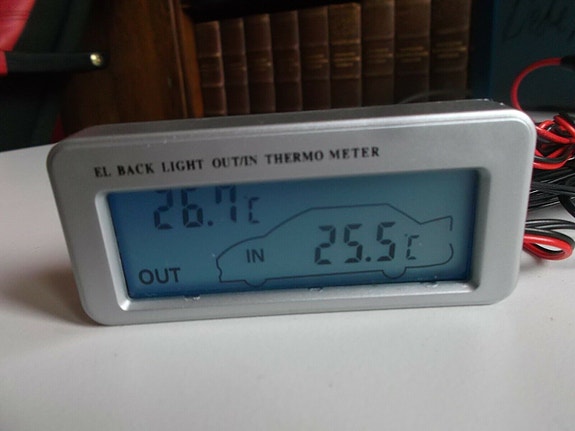 EL BACK LIGHT OUT/IN THERMO METER
26.7℃
IN 25.5℃
OUT